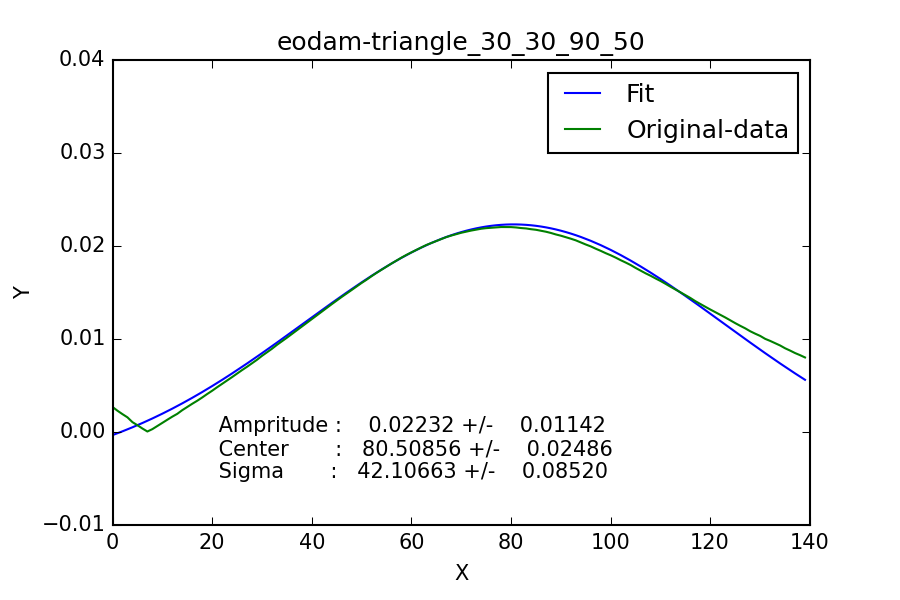 eodam-triangle_30_30_90_50
0.04
0.03
0.02
0.01
0.00
−0.01
Y
Fit
Original-data
Ampritude : 0.02232 +/- 0.01142
Center : 80.50856 +/- 0.02486
Sigma : 42.10663 +/- 0.08520
0 20 40 60 80 100 120 140
X